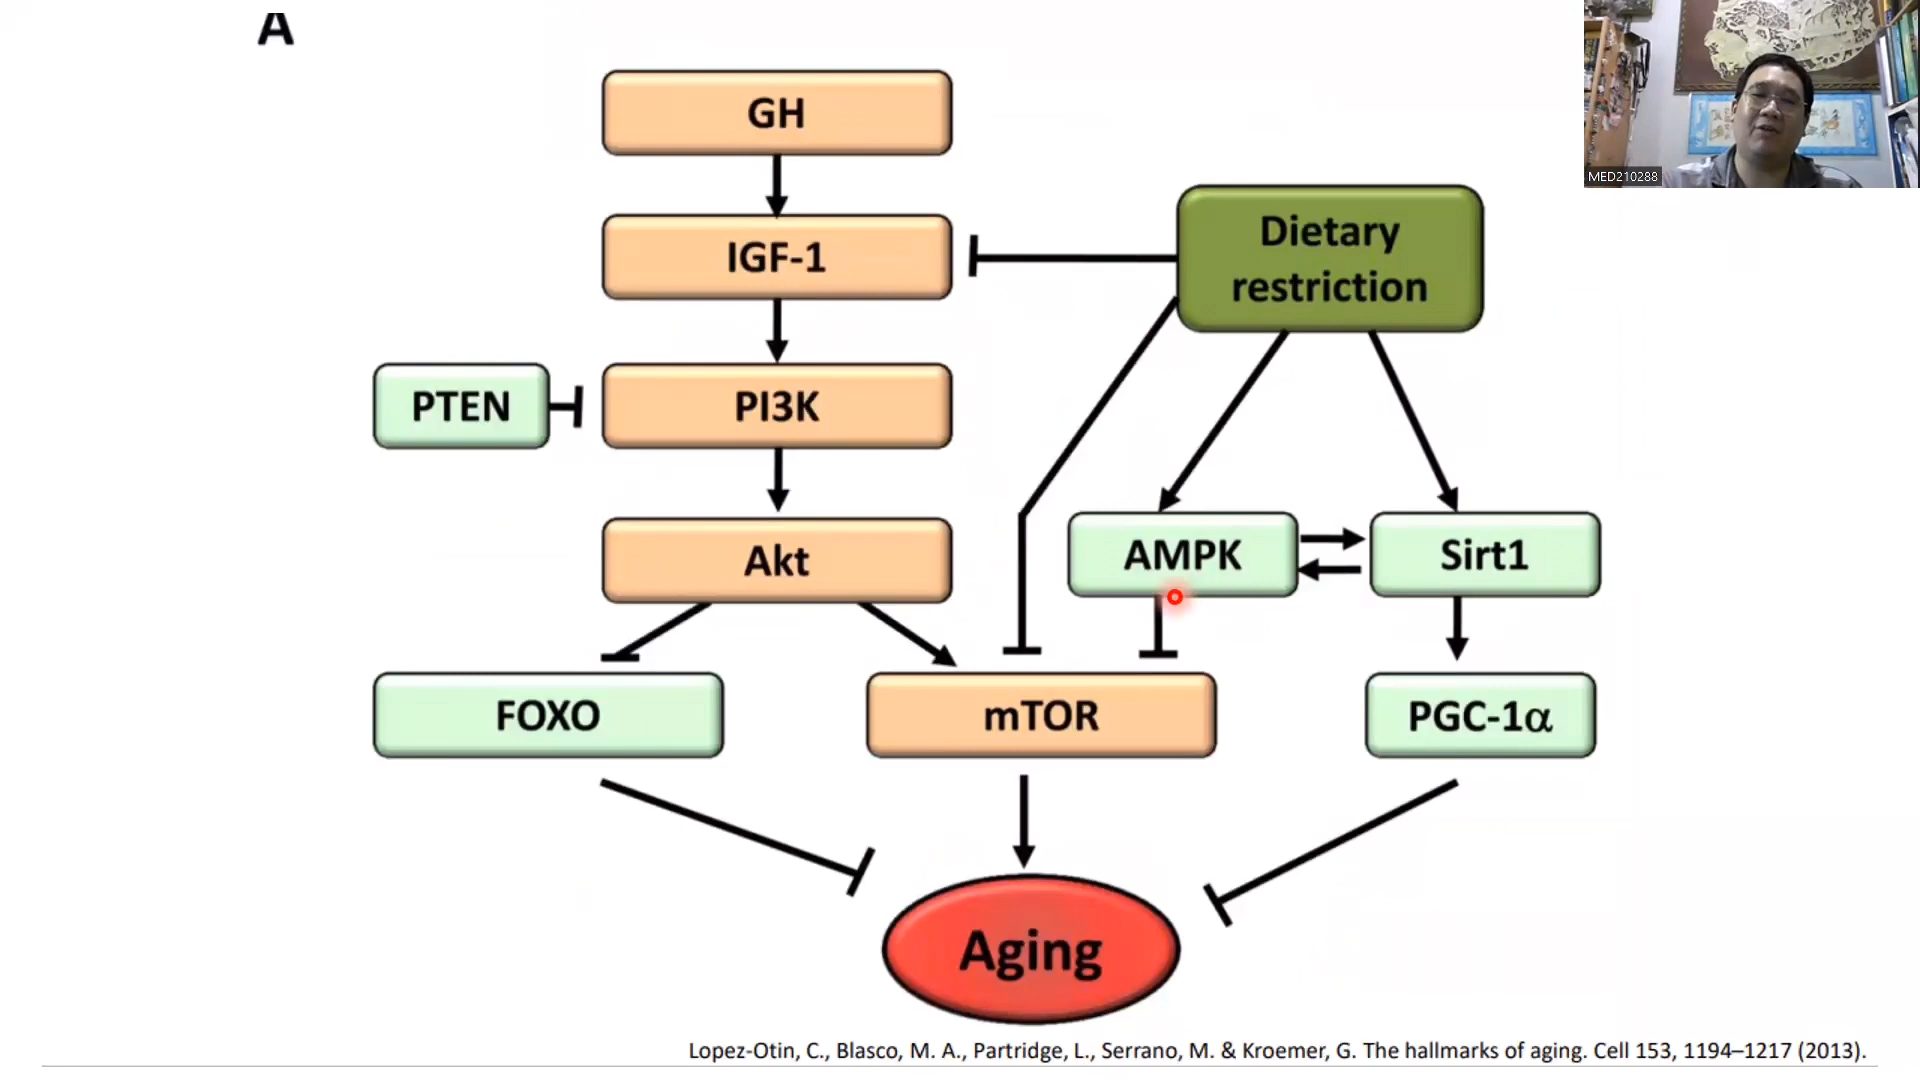 A
GH
MED210288
Dietary
restriction
IGF-1
PTEN
PI3K
Akt
AMPK
Sirt1
FOXO
mTOR
PGC-1α
Aging
Lopez-Otin, C., Blasco, M. A., Partridge, L., Serrano, M. & Kroemer, G. The hallmarks of aging. Cell 153, 1194–1217 (2013).